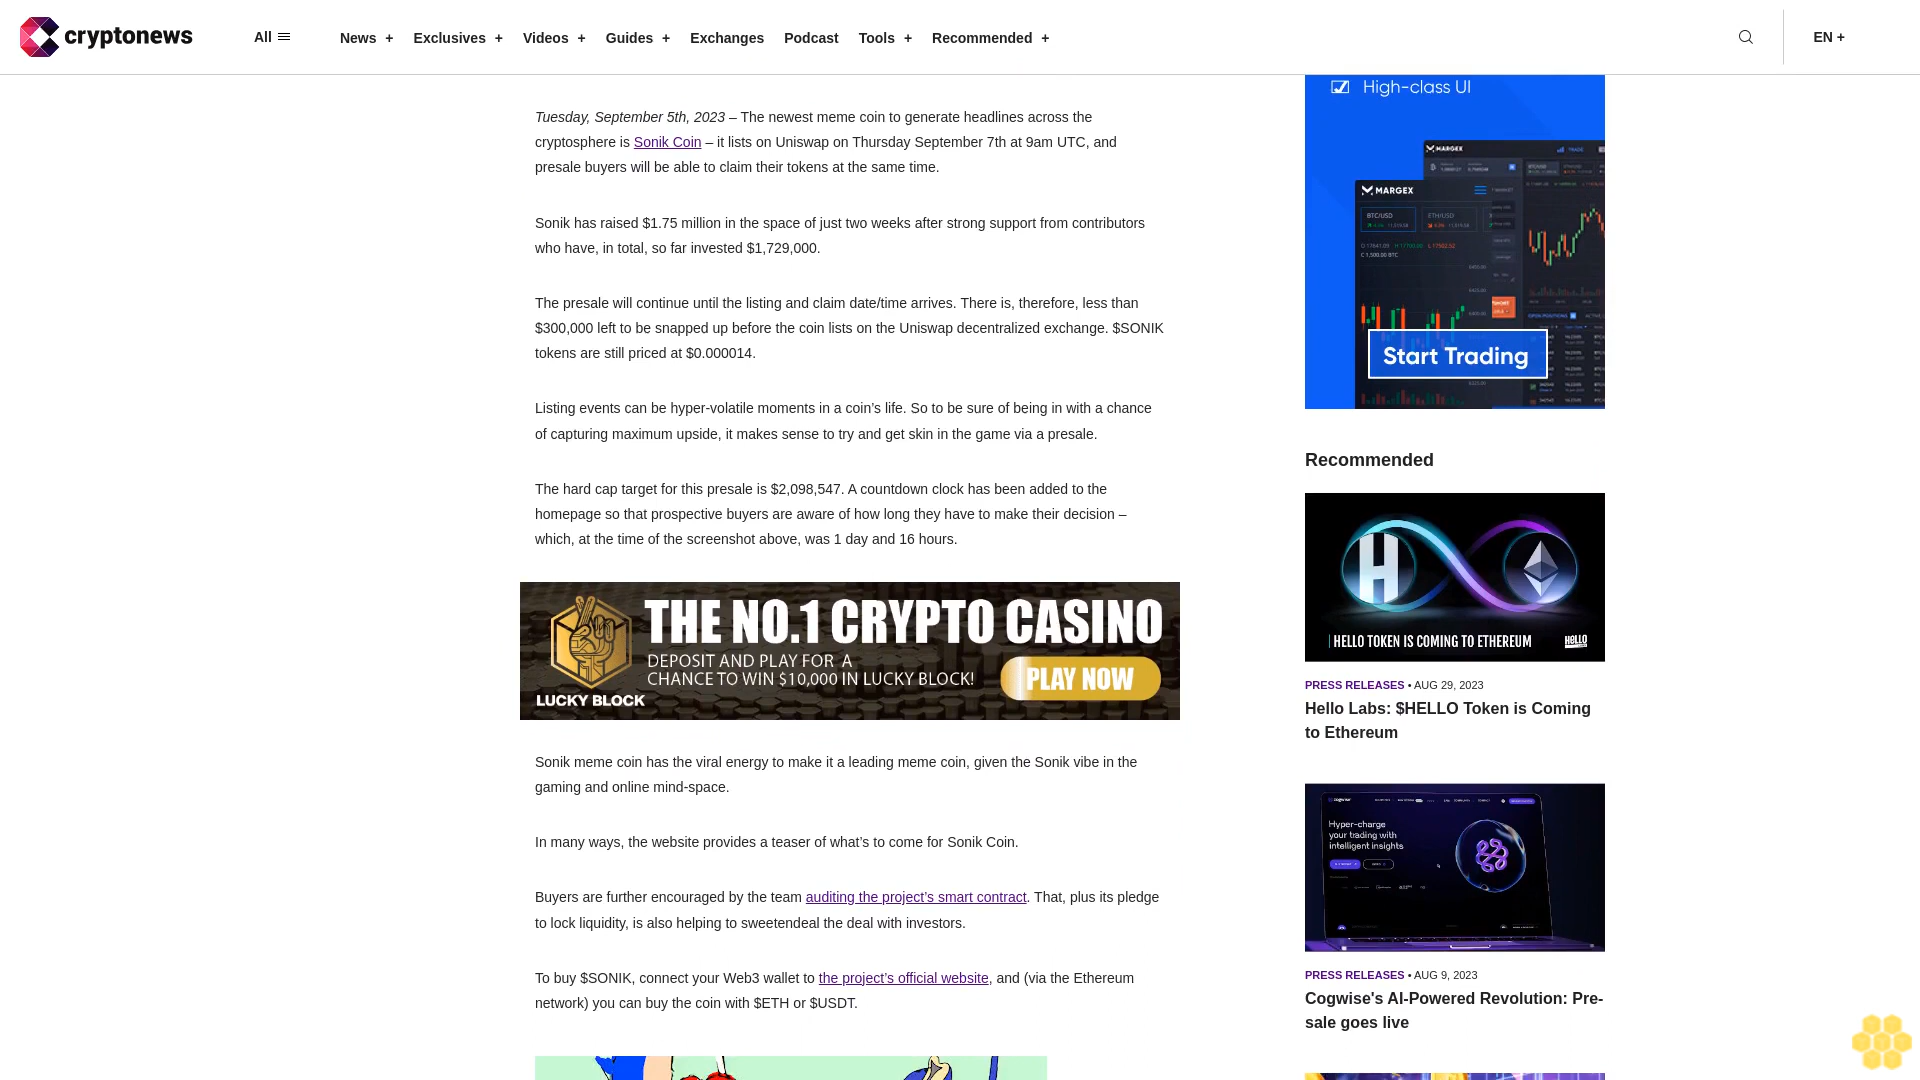 cryptonews
All
News +
Exclusives +
Videos +
Guides +
Exchanges
Podcast
Tools +
Recommended +
EN +
Tuesday, September 5th, 2023 – The newest meme coin to generate headlines across the
cryptosphere is Sonik Coin – it lists on Uniswap on Thursday September 7th at 9am UTC, and
presale buyers will be able to claim their tokens at the same time.
Sonik has raised $1.75 million in the space of just two weeks after strong support from contributors
who have, in total, so far invested $1,729,000.
The presale will continue until the listing and claim date/time arrives. There is, therefore, less than
$300,000 left to be snapped up before the coin lists on the Uniswap decentralized exchange. $SONIK
tokens are still priced at $0.000014.
Listing events can be hyper-volatile moments in a coin’s life. So to be sure of being in with a chance
of capturing maximum upside, it makes sense to try and get skin in the game via a presale.
The hard cap target for this presale is $2,098,547. A countdown clock has been added to the
homepage so that prospective buyers are aware of how long they have to make their decision –
which, at the time of the screenshot above, was 1 day and 16 hours.
THE NO.1 CRYPTO CASINO
DEPOSIT AND PLAY FOR A
CHANCE TO WIN $10,000 IN LUCKY BLOCK!
PLAY NOW
LUCKY BLOCK
Sonik meme coin has the viral energy to make it a leading meme coin, given the Sonik vibe in the
gaming and online mind-space.
In many ways, the website provides a teaser of what’s to come for Sonik Coin.
Buyers are further encouraged by the team auditing the project’s smart contract. That, plus its pledge
to lock liquidity, is also helping to sweetendeal the deal with investors.
To buy $SONIK, connect your Web3 wallet to the project’s official website, and (via the Ethereum
network) you can buy the coin with $ETH or $USDT.
High-class UI
MARGEX
TRADE
MARGEX
BTC/USD
ETH/USD
Start Trading
Recommended
H
HELLO TOKEN IS COMING TO ETHEREUM
HELLO
PRESS RELEASES • AUG 29, 2023
Hello Labs: $HELLO Token is Coming
to Ethereum
cogwise
Hyper-charge
your trading with
intelligent insights
PRESS RELEASES • AUG 9, 2023
Cogwise's AI-Powered Revolution: Pre-
sale goes live